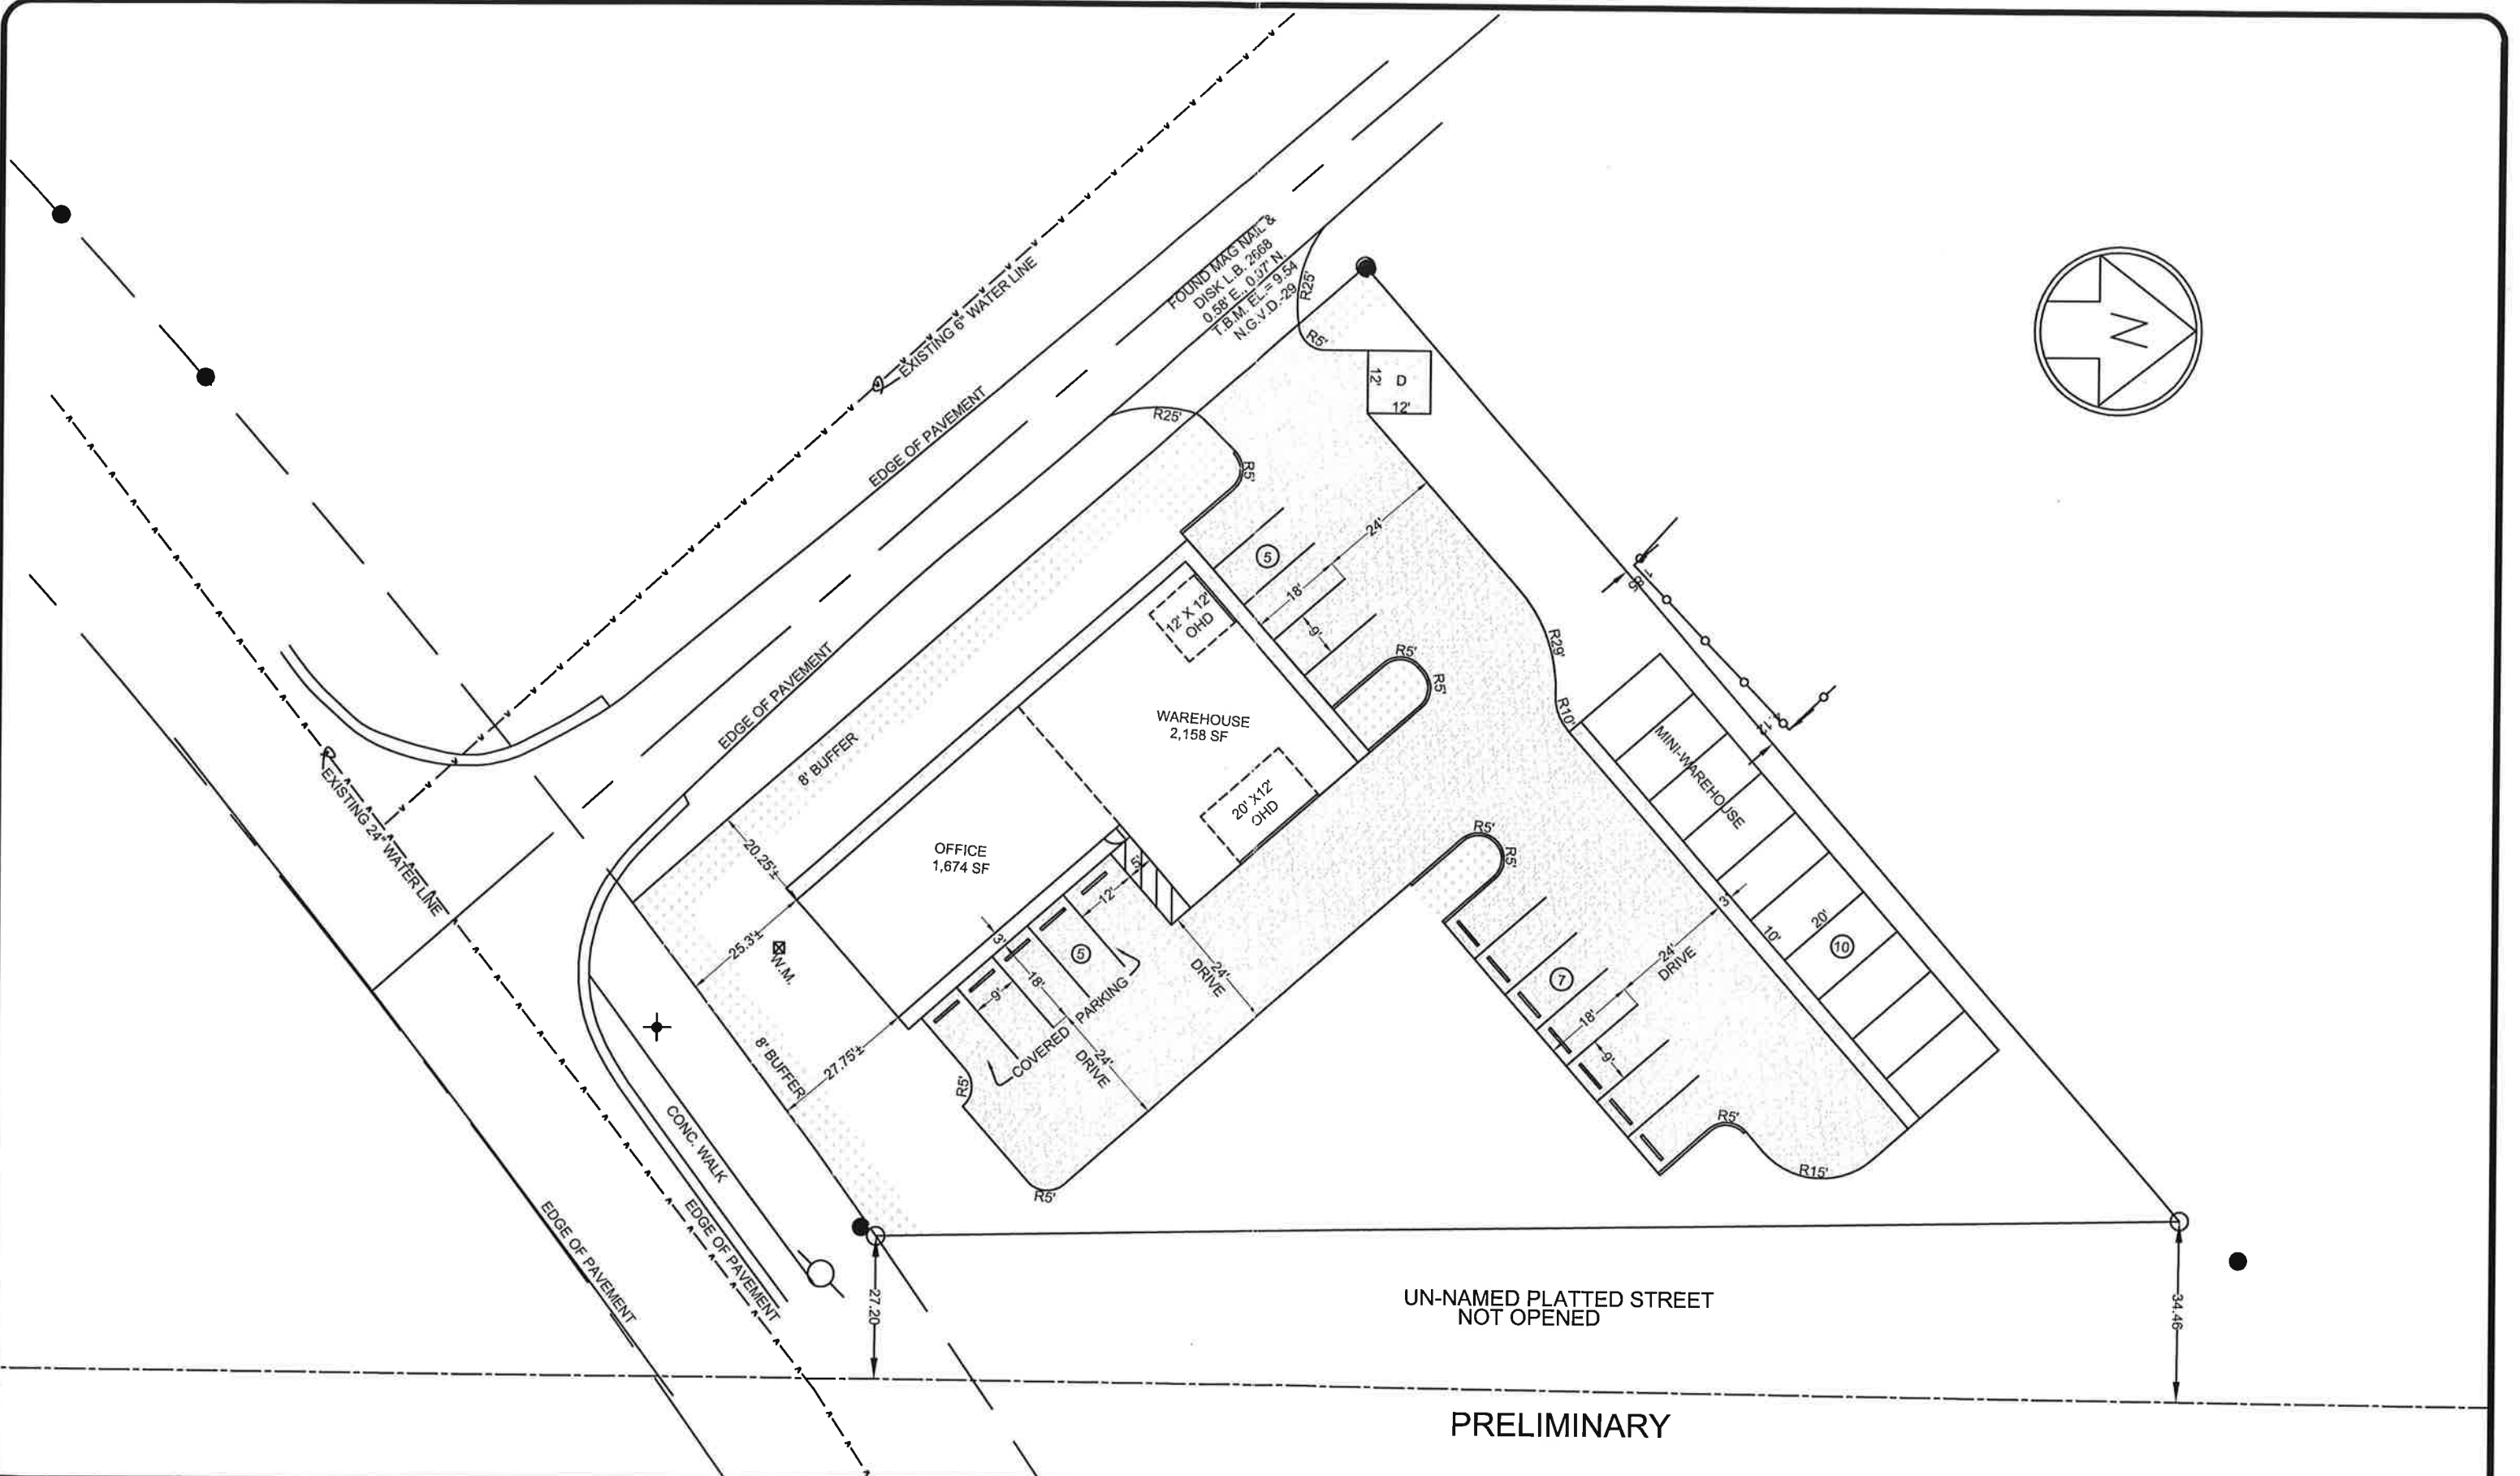 FOUND MAG NAIL &
DISK L.B. 2668
0.58' E., 0.07' N.
T.B.M. EL.= 9.54
N.G.V.D.-29
R25'
R5'
EXISTING 6" WATER LINE
N
12'
D
12'
EDGE OF PAVEMENT
R25'
R5'
24'
5
18'
9'
12' X 12'
OHD
R29'
R5'
R5'
R10'
EDGE OF PAVEMENT
8' BUFFER
WAREHOUSE
2,158 SF
MINI-WAREHOUSE
EXISTING 24" WATER LINE
20' X12'
OHD
R5'
R5'
20.25'±
OFFICE
1,674 SF
5'
12'
3'
20'
10'
10
25.3'±
W.M.
3'
5
18'
9'
24'
DRIVE
24'
DRIVE
7
18'
9'
COVERED PARKING
24'
DRIVE
8' BUFFER
27.75'±
R5'
R5'
R5'
R15'
CONC. WALK
EDGE OF PAVEMENT
EDGE OF PAVEMENT
27.20
34.46
UN-NAMED PLATTED STREET
NOT OPENED
PRELIMINARY